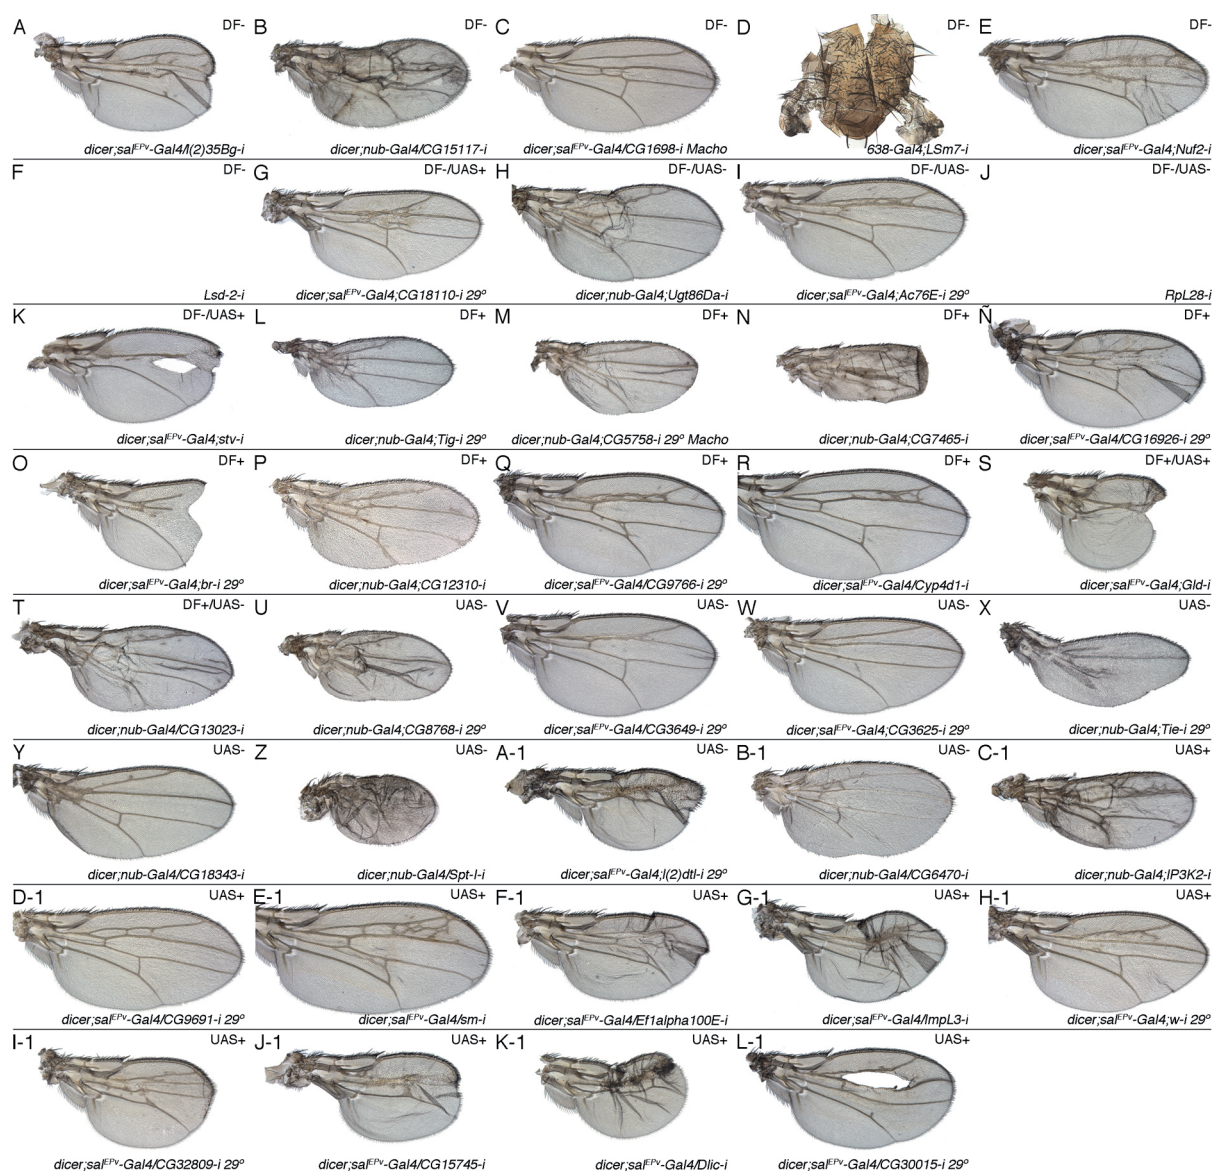 A DF- B DF- C DF- D DF- E DF-
dicer;salEPv-Gal4/l(2)35Bg-i dicer;nub-Gal4/CG15117-i dicer;salEPv-Gal4/CG1698-i Macho 638-Gal4;LSm7-i dicer;salEPv-Gal4;Nuf2-i
F DF- G DF-/UAS+ H DF-/UAS- I DF-/UAS- J DF-/UAS-
Lsd-2-i dicer;salEPv-Gal4;CG18110-i 29º dicer;nub-Gal4;Ugt86Da-i dicer;salEPv-Gal4;Ac76E-i 29º RpL28-i
K DF-/UAS+ L DF+ M DF+ N DF+ Ñ DF+
dicer;salEPv-Gal4;stv-i dicer;nub-Gal4;Tig-i 29º dicer;nub-Gal4;CG5758-i 29º Macho dicer;nub-Gal4;CG7465-i dicer;salEPv-Gal4/CG16926-i 29º
O DF+ P DF+ Q DF+ R DF+ S DF+/UAS+
dicer;salEPv-Gal4;br-i 29º dicer;nub-Gal4;CG12310-i dicer;salEPv-Gal4/CG9766-i 29º dicer;salEPv-Gal4/Cyp4d1-i dicer;salEPv-Gal4;Gld-i
T DF+/UAS- U UAS- V UAS- W UAS- X UAS-
dicer;nub-Gal4/CG13023-i dicer;nub-Gal4;CG8768-i 29º dicer;salEPv-Gal4/CG3649-i 29º dicer;salEPv-Gal4;CG3625-i 29º dicer;nub-Gal4;Tie-i 29º
Y UAS- Z UAS- A-1 UAS- B-1 UAS- C-1 UAS+
dicer;nub-Gal4/CG18343-i dicer;nub-Gal4/Spt-I-i dicer;salEPv-Gal4;l(2)dtl-i 29º dicer;nub-Gal4/CG6470-i dicer;nub-Gal4;IP3K2-i
D-1 UAS+ E-1 UAS+ F-1 UAS+ G-1 UAS+ H-1 UAS+
dicer;salEPv-Gal4/CG9691-i 29º dicer;salEPv-Gal4/sm-i dicer;salEPv-Gal4/Ef1alpha100E-i dicer;salEPv-Gal4/ImpL3-i dicer;salEPv-Gal4;w-i 29º
I-1 UAS+ J-1 UAS+ K-1 UAS+ L-1 UAS+
dicer;salEPv-Gal4/CG32809-i 29º dicer;salEPv-Gal4/CG15745-i dicer;salEPv-Gal4/Dlic-i dicer;salEPv-Gal4/CG30015-i 29º